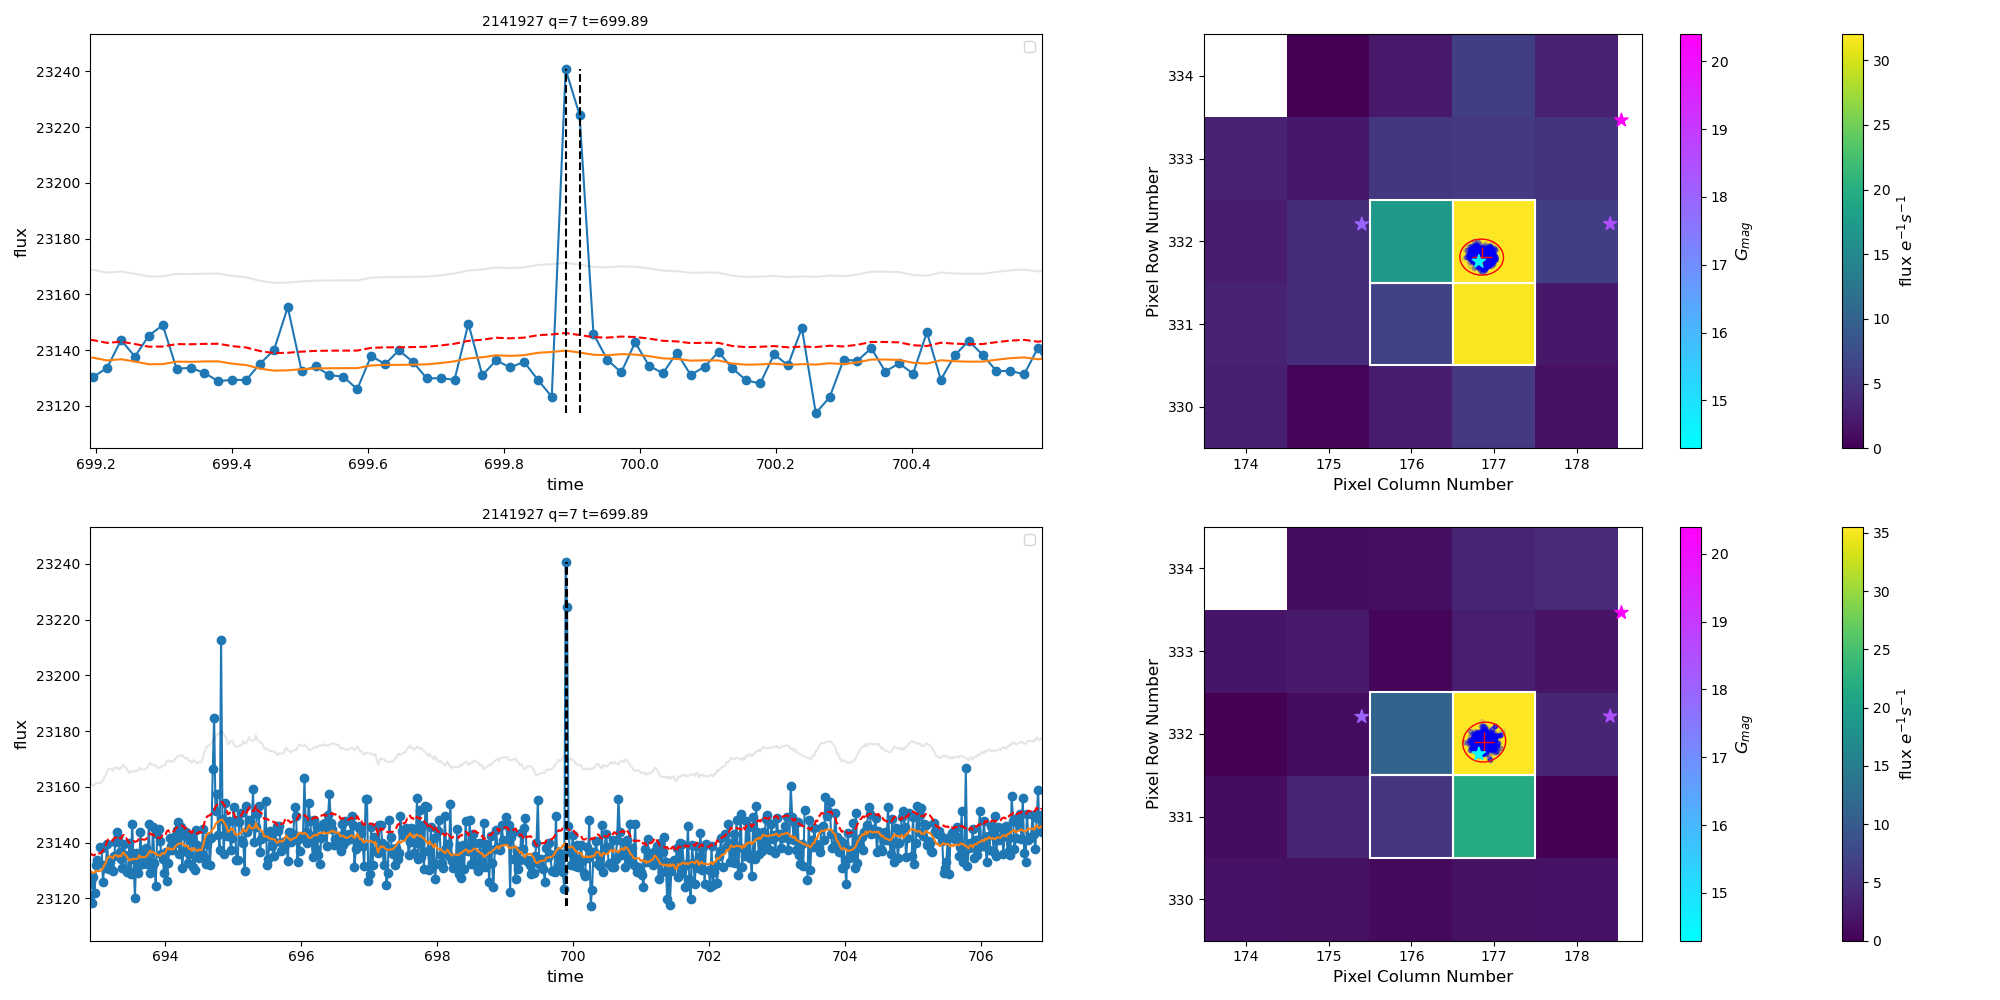 2141927 q=7 t=699.89
flux
23240
23220
23200
23180
23160
23140
23120
699.2 699.4 699.6 699.8 700.0 700.2 700.4
time
Pixel Row Number
334
333
332
331
330
174 175 176 177 178
Pixel Column Number
20
19
18
17
16
15
G_mag
30
25
20
15
10
5
0
flux e⁻¹s⁻¹
2141927 q=7 t=699.89
flux
23240
23220
23200
23180
23160
23140
23120
694 696 698 700 702 704 706
time
Pixel Row Number
334
333
332
331
330
174 175 176 177 178
Pixel Column Number
20
19
18
17
16
15
G_mag
35
30
25
20
15
10
5
0
flux e⁻¹s⁻¹